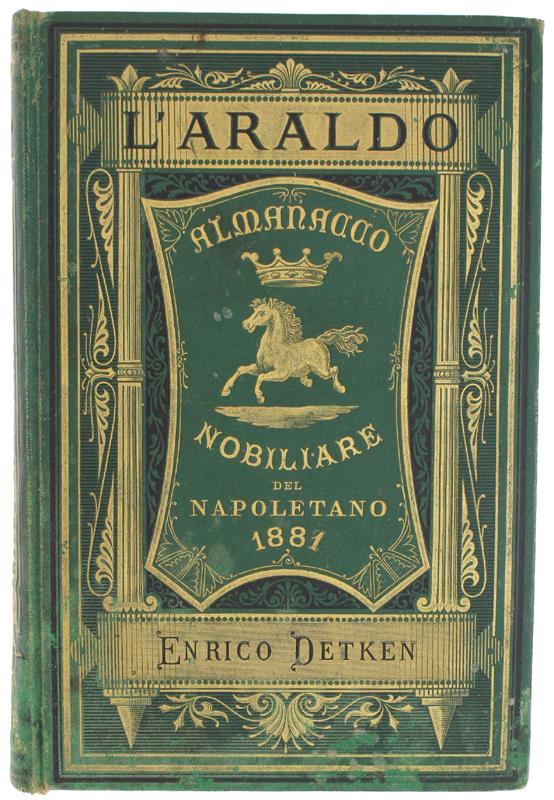 L'ARALDO
ALMANACCO
NOBILIARE
DEL
NAPOLETANO
1881
ENRICO DETKEN